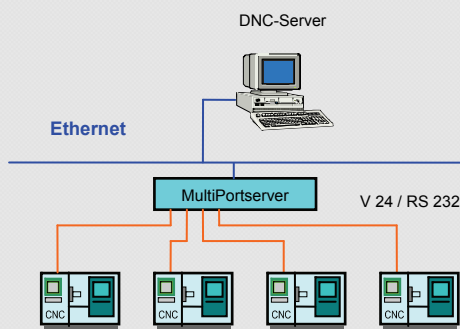 DNC-Server
Ethernet
MultiPortserver
V 24 / RS 232
CNC
CNC
CNC
CNC